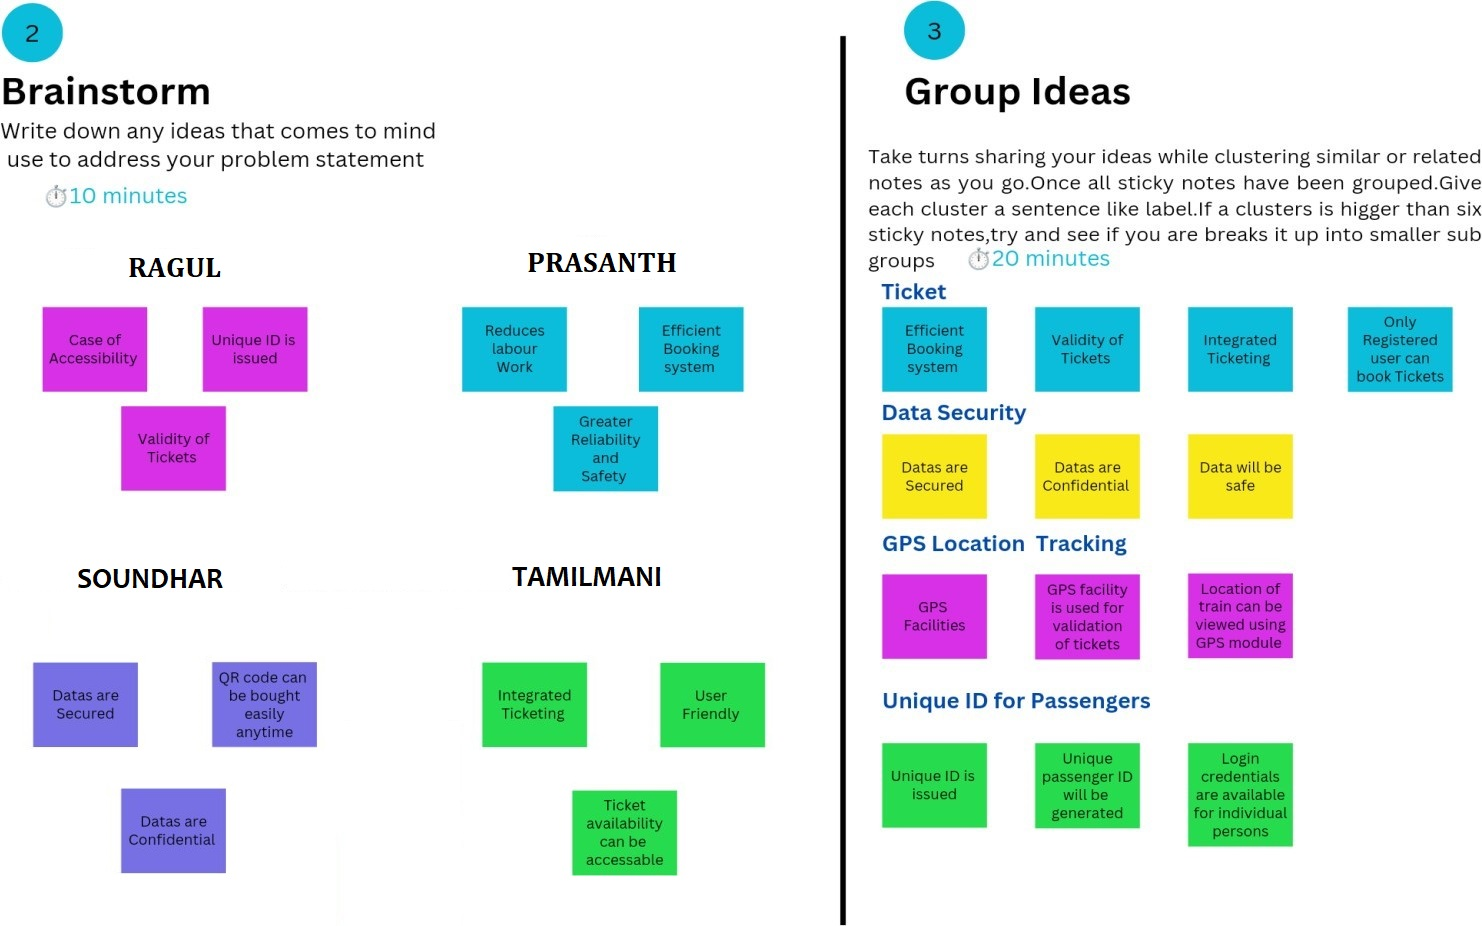 2
Brainstorm
Write down any ideas that comes to mind
use to address your problem statement
10 minutes
RAGUL
Case of
Accessibility
Unique ID is
issued
Validity of
Tickets
PRASANTH
Reduces
labour
Work
Efficient
Booking
system
Greater
Reliability
and
Safety
SOUNDHAR
Datas are
Secured
QR code can
be bought
easily
anytime
Datas are
Confidential
TAMILMANI
Integrated
Ticketing
User
Friendly
Ticket
availability
can be
accessable
3
Group Ideas
Take turns sharing your ideas while clustering similar or related
notes as you go.Once all sticky notes have been grouped.Give
each cluster a sentence like label.If a clusters is higger than six
sticky notes,try and see if you are breaks it up into smaller sub
groups 20 minutes
Ticket
Efficient
Booking
system
Validity of
Tickets
Integrated
Ticketing
Only
Registered
user can
book Tickets
Data Security
Datas are
Secured
Datas are
Confidential
Data will be
safe
GPS Location Tracking
GPS
Facilities
GPS facility
is used for
validation
of tickets
Location of
train can be
viewed using
GPS module
Unique ID for Passengers
Unique ID is
issued
Unique
passenger ID
will be
generated
Login
credentials
are available
for individual
persons